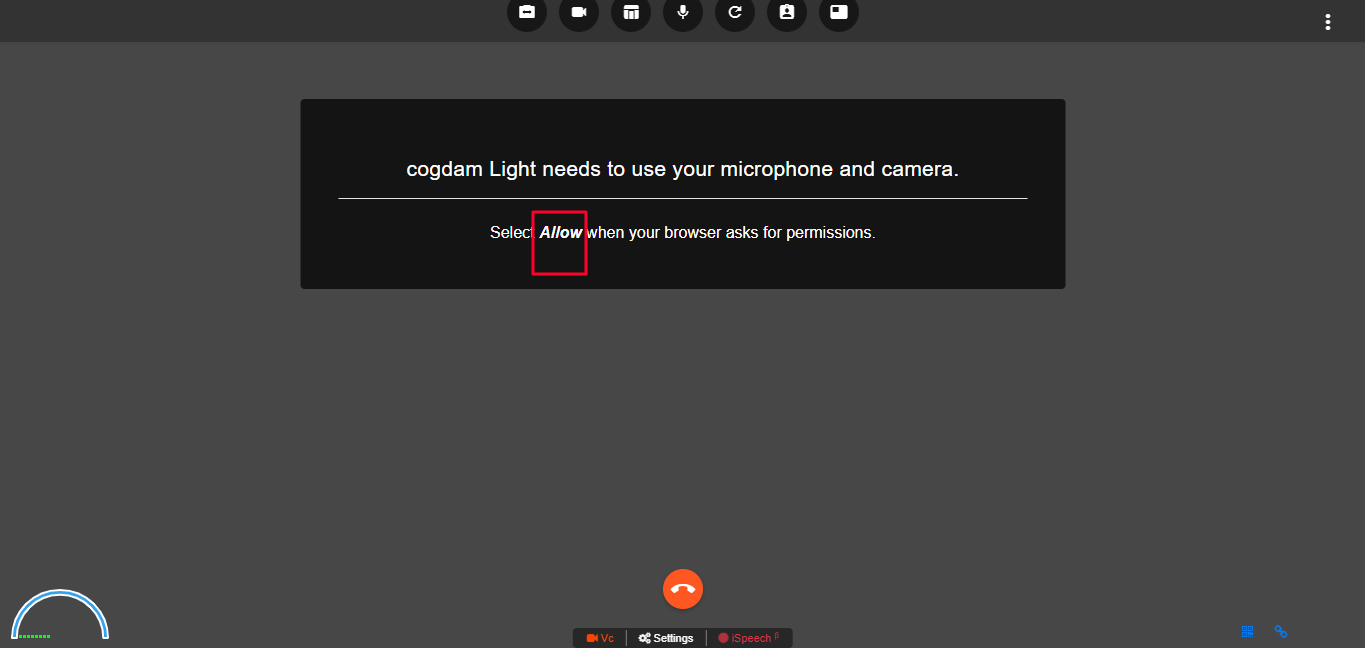 cogdam Light needs to use your microphone and camera.
Select Allow when your browser asks for permissions.
Vc
Settings
iSpeech β